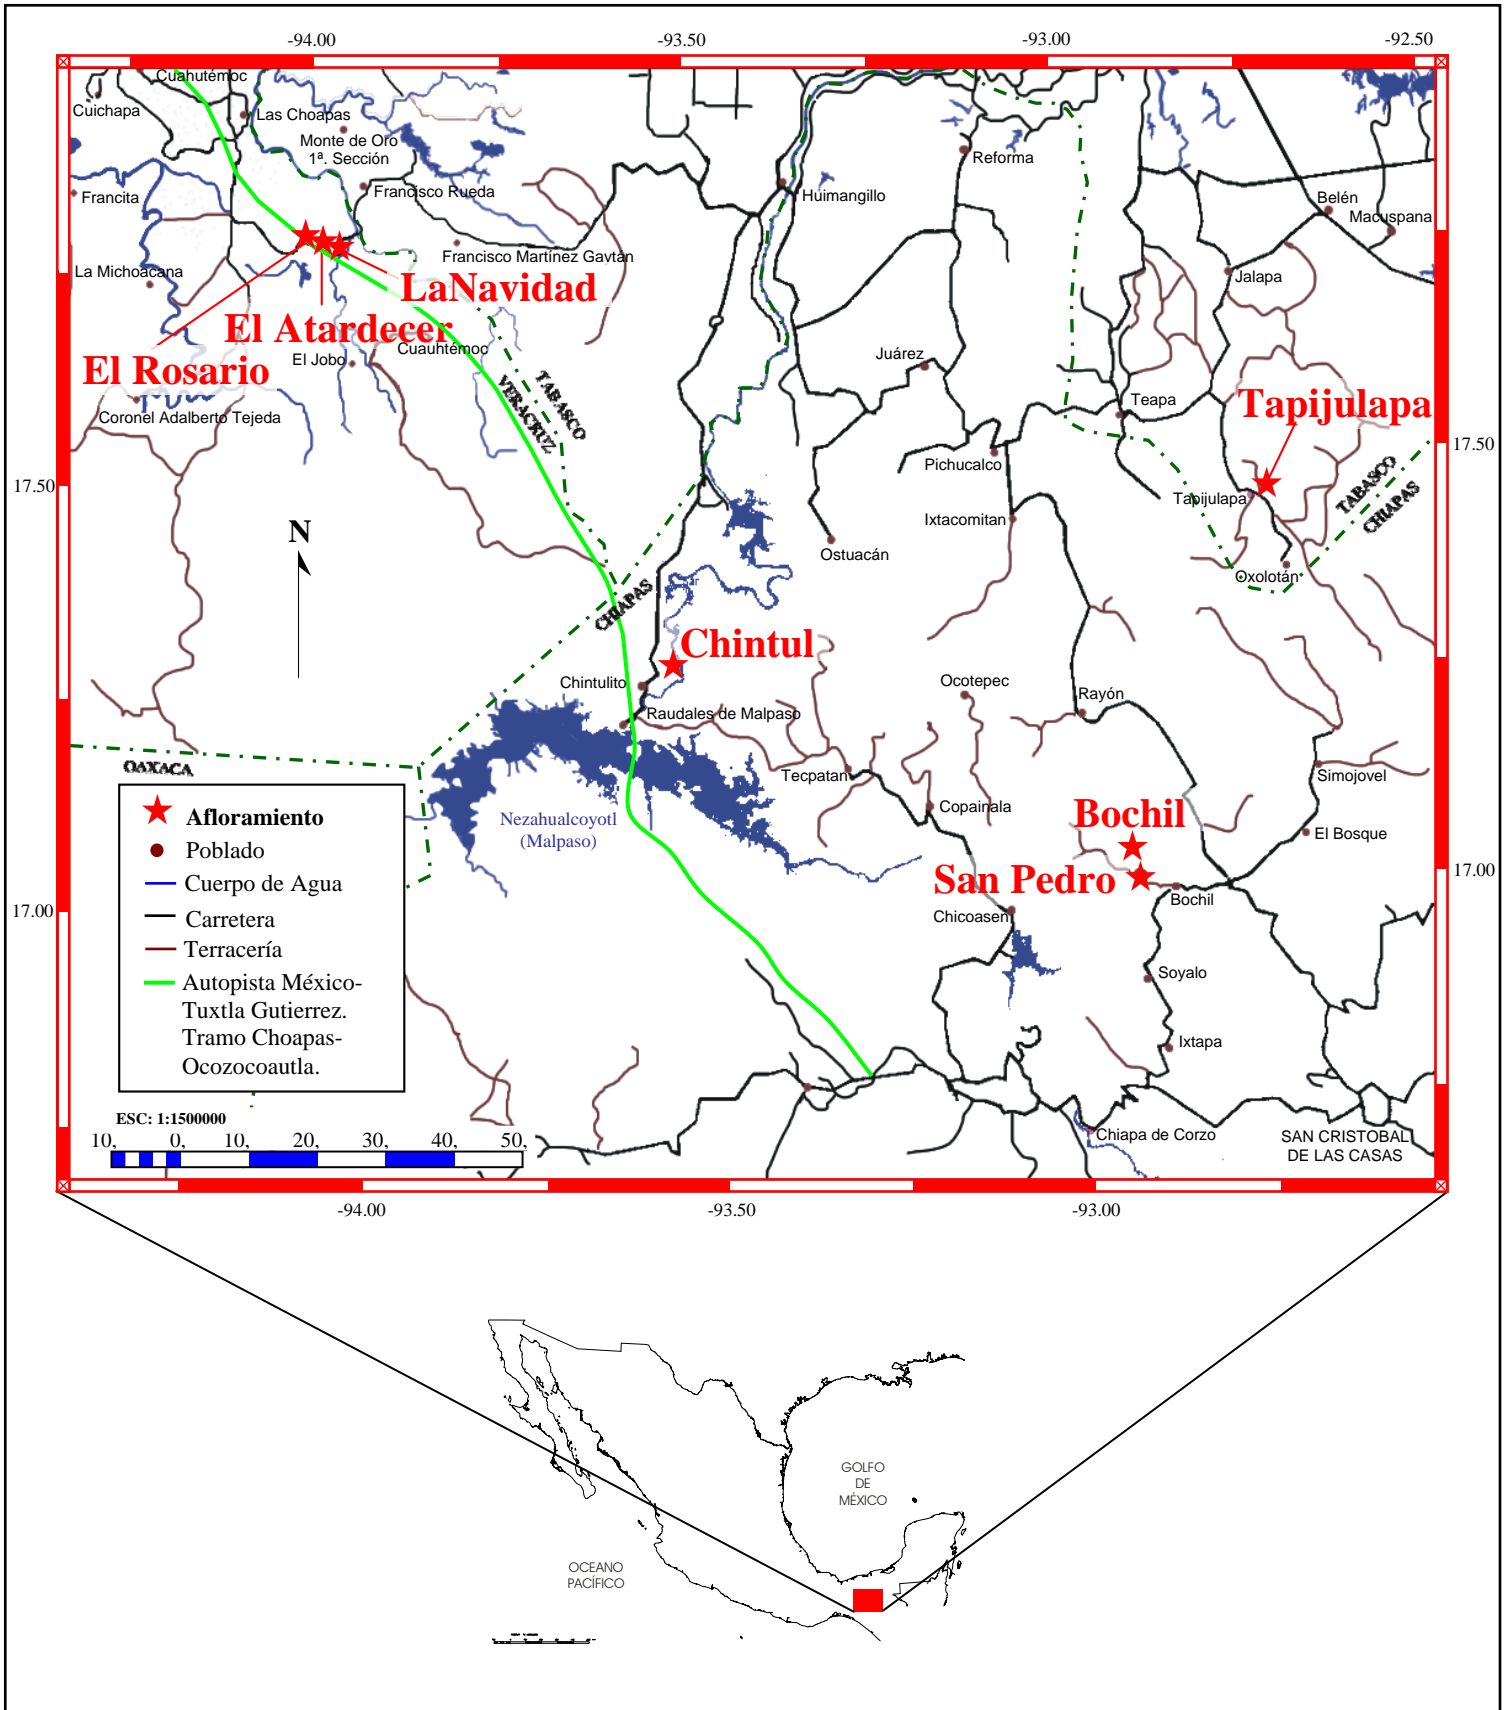 -94.00
-93.50
-93.00
-92.50
Cuahutémoc
Cuichapa
Las Choapas
Monte de Oro
1ª. Sección
Reforma
Francita
Francisco Rueda
Huimangillo
Belén
Macuspana
Francisco Martínez Gavtán
La Michoacana
LaNavidad
Jalapa
El Atardecer
Cuauhtémoc
El Jobo
Juárez
El Rosario
TABASCO
VERACRUZ
Coronel Adalberto Tejeda
Teapa
Tapijulapa
17.50
17.50
Pichucalco
TABASCO
CHIAPAS
Tapijulapa
Ixtacomitan
N
Ostuacán
Oxolotán
CHIAPAS
Chintul
Chintulito
Ocotepec
Rayón
Raudales de Malpaso
OAXACA
Tecpatan
Simojovel
Copainala
Bochil
El Bosque
Nezahualcoyotl
(Malpaso)
San Pedro
17.00
17.00
Bochil
Chicoasen
Soyalo
Ixtapa
Afloramiento
Poblado
Cuerpo de Agua
Carretera
Terracería
Autopista México-
Tuxtla Gutierrez.
Tramo Choapas-
Ocozocoautla.
ESC: 1:1500000
10, 0, 10, 20, 30, 40, 50,
Chiapa de Corzo
SAN CRISTOBAL
DE LAS CASAS
-94.00
-93.50
-93.00
GOLFO
DE
MÉXICO
OCEANO
PACÍFICO